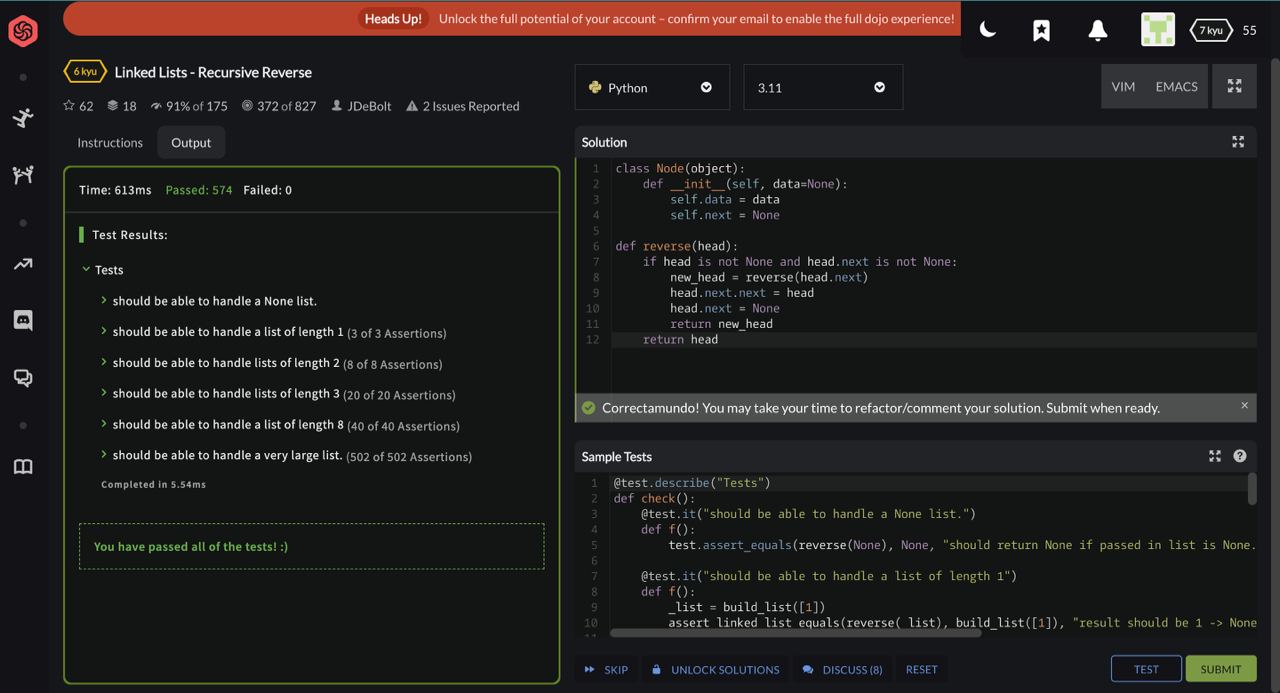 Heads Up! Unlock the full potential of your account – confirm your email to enable the full dojo experience!
7 kyu 55
6 kyu Linked Lists - Recursive Reverse
62 18 91% of 175 372 of 827 JDeBolt 2 Issues Reported
Instructions Output
Time: 613ms Passed: 574 Failed: 0
Test Results:
Tests
should be able to handle a None list.
should be able to handle a list of length 1 (3 of 3 Assertions)
should be able to handle lists of length 2 (8 of 8 Assertions)
should be able to handle lists of length 3 (20 of 20 Assertions)
should be able to handle a list of length 8 (40 of 40 Assertions)
should be able to handle a very large list. (502 of 502 Assertions)
Completed in 5.54ms
You have passed all of the tests! :)
Python 3.11 VIM EMACS
Solution
1 class Node(object):
2 def __init__(self, data=None):
3 self.data = data
4 self.next = None
5
6 def reverse(head):
7 if head is not None and head.next is not None:
8 new_head = reverse(head.next)
9 head.next.next = head
10 head.next = None
11 return new_head
12 return head
Correctamundo! You may take your time to refactor/comment your solution. Submit when ready. ×
Sample Tests
1 @test.describe("Tests")
2 def check():
3 @test.it("should be able to handle a None list.")
4 def f():
5 test.assert_equals(reverse(None), None, "should return None if passed in list is None.
6
7 @test.it("should be able to handle a list of length 1")
8 def f():
9 _list = build_list([1])
10 assert_linked_list_equals(reverse(_list), build_list([1]), "result should be 1 -> None
11
SKIP UNLOCK SOLUTIONS DISCUSS (8) RESET TEST SUBMIT